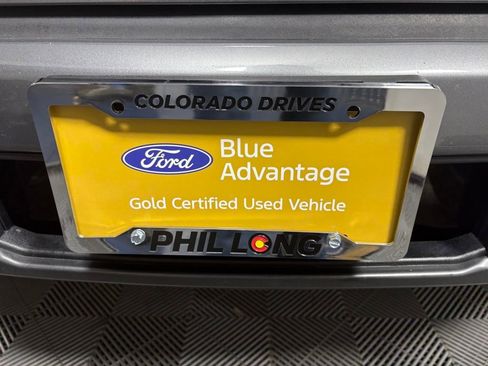 COLORADO DRIVES
Ford
Blue
Advantage
Gold Certified Used Vehicle
PHIL LONG